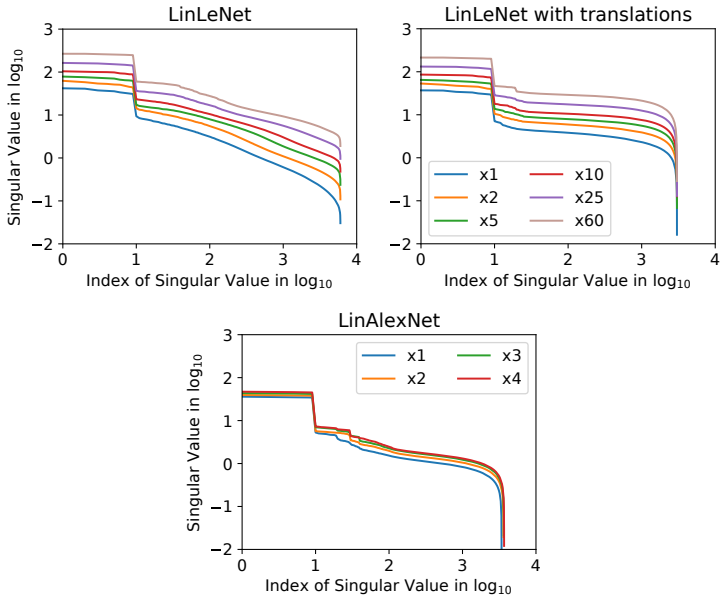 LinLeNet
3
2
1
0
−1
−2
Singular Value in log10
0 1 2 3 4
Index of Singular Value in log10
LinLeNet with translations
3
2
1
0
−1
−2
x1 x10
x2 x25
x5 x60
0 1 2 3 4
Index of Singular Value in log10
LinAlexNet
3
2
1
0
−1
−2
Singular Value in log10
x1 x3
x2 x4
0 1 2 3 4
Index of Singular Value in log10